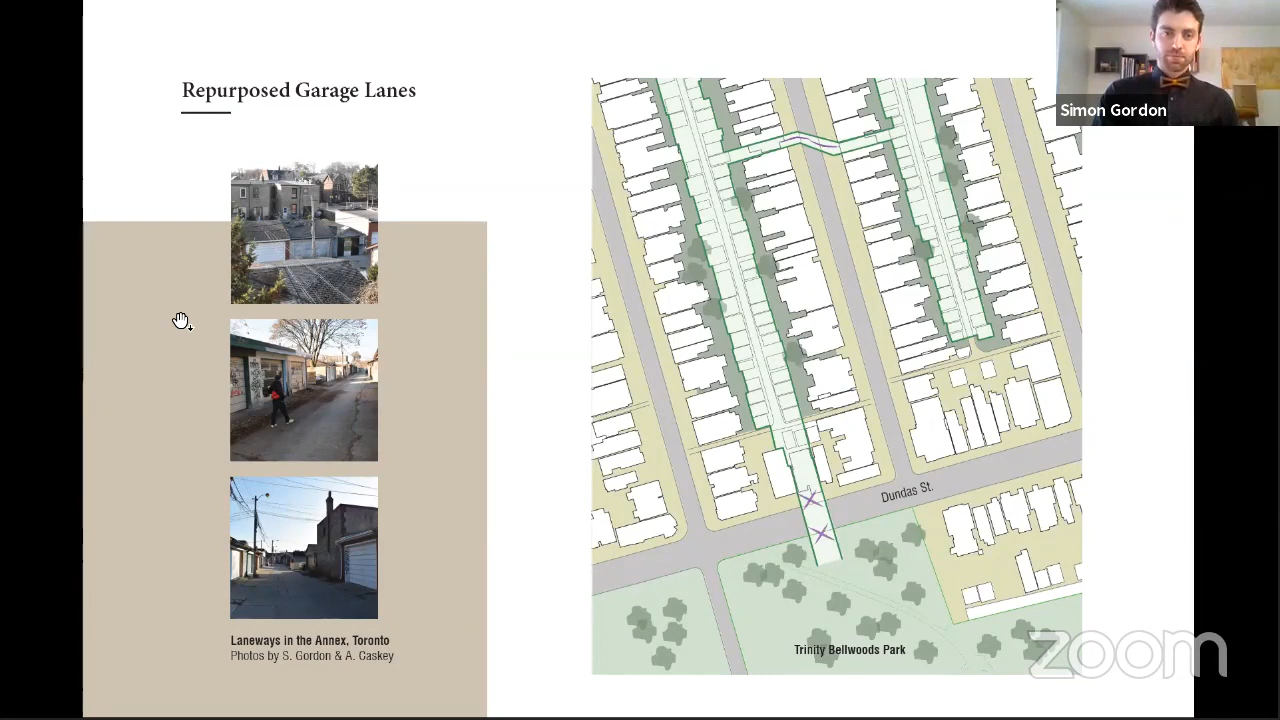 Repurposed Garage Lanes
Simon Gordon
Dundas St.
Laneways in the Annex, Toronto
Photos by S. Gordon & A. Caskey
Trinity Bellwoods Park
zoom